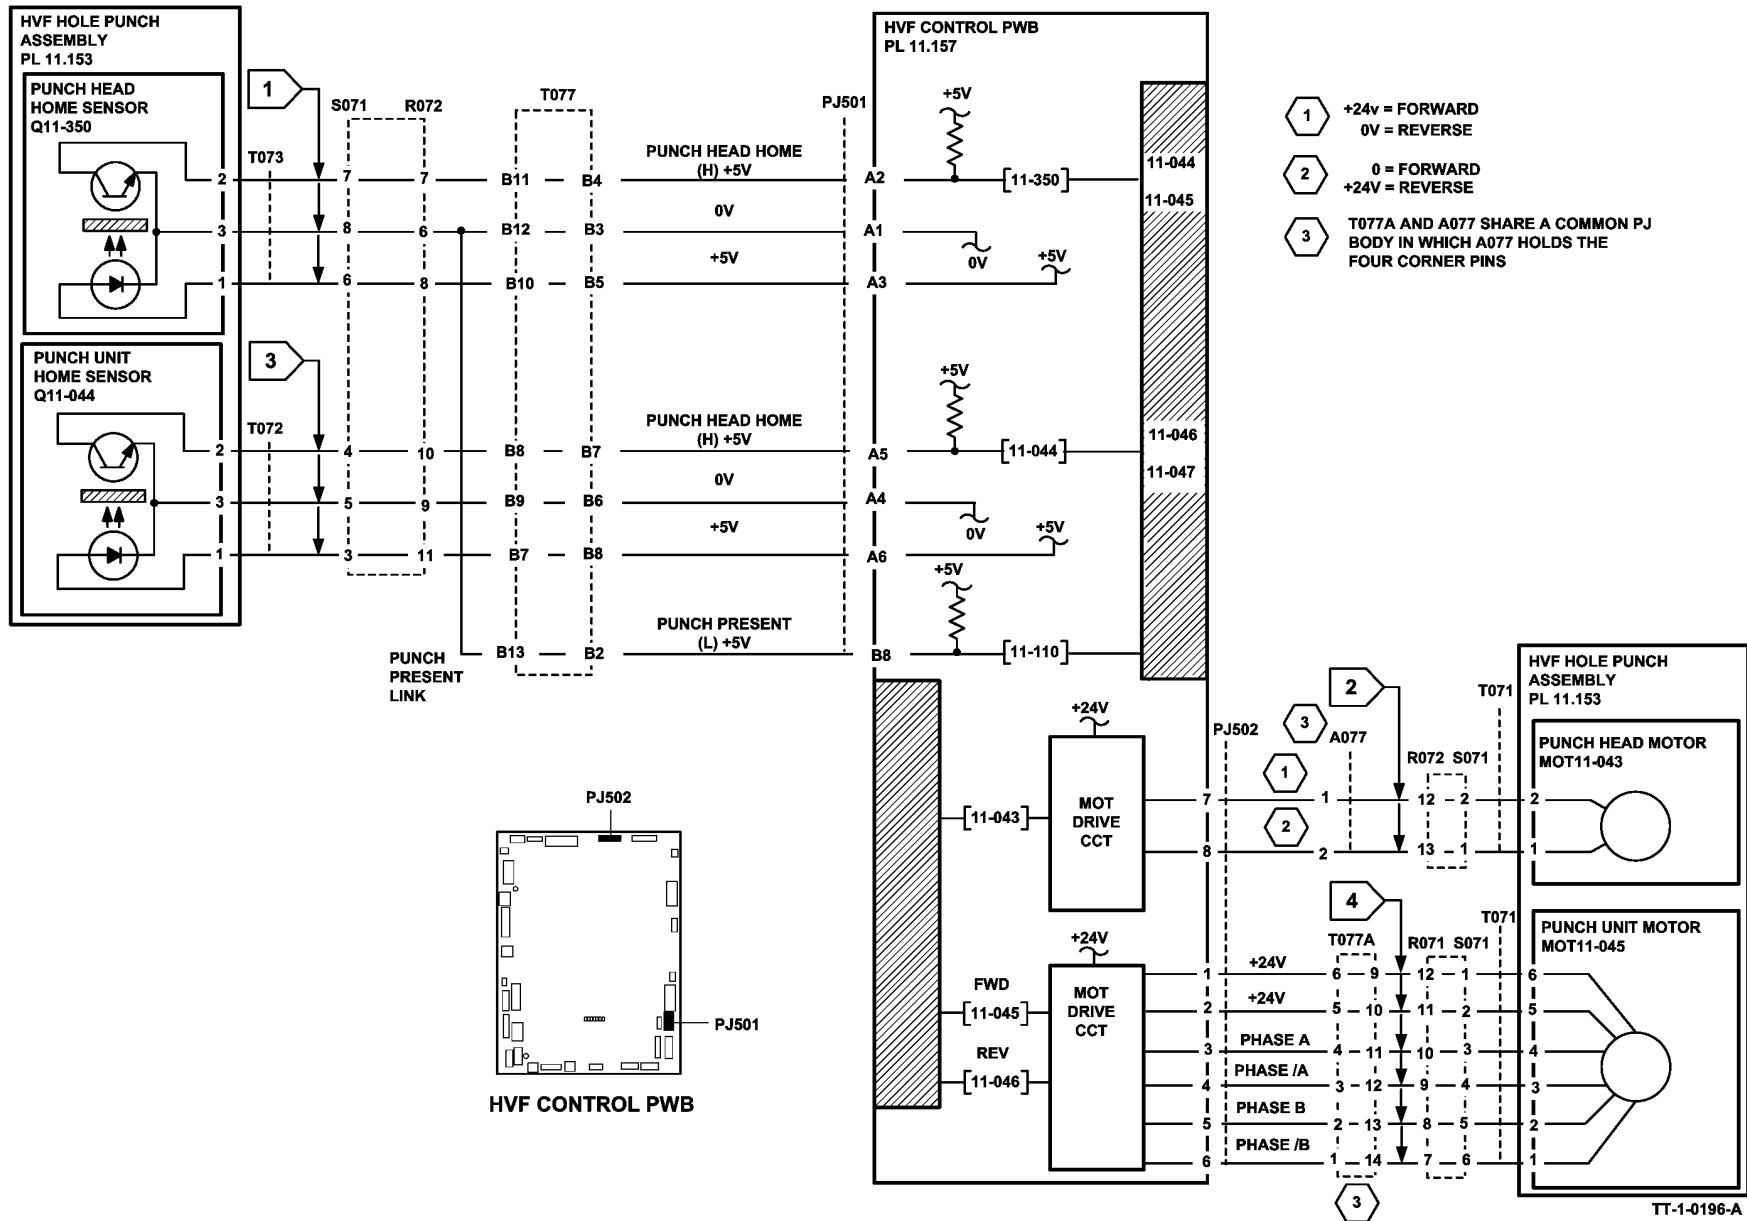 HVF HOLE PUNCH
ASSEMBLY
PL 11.153
PUNCH HEAD
HOME SENSOR
Q11-350
1
T073
S071
R072
T077
PJ501
2 7 7 B11 B4
PUNCH HEAD HOME
(H) +5V
A2
3 8 6 B12 B3
0V
A1
1 6 8 B10 B5
+5V
A3
PUNCH UNIT
HOME SENSOR
Q11-044
3
T072
2 4 10 B8 B7
PUNCH HEAD HOME
(H) +5V
A5
3 5 9 B9 B6
0V
A4
1 3 11 B7 B8
+5V
A6
PUNCH
PRESENT
LINK
B13 B2
PUNCH PRESENT
(L) +5V
B8
HVF CONTROL PWB
PL 11.157
+5V
11-350
0V
+5V
+5V
11-044
0V
+5V
+5V
11-110
11-044
11-045
11-046
11-047
1
+24v = FORWARD
0V = REVERSE
2
0 = FORWARD
+24V = REVERSE
3
T077A AND A077 SHARE A COMMON PJ
BODY IN WHICH A077 HOLDS THE
FOUR CORNER PINS
PJ502
PJ501
HVF CONTROL PWB
+24V
11-043
MOT
DRIVE
CCT
+24V
FWD
11-045
REV
11-046
MOT
DRIVE
CCT
PJ502
3
A077
2
R072 S071
T071
1
7 1 12 2 2
2
8 2 13 1 1
HVF HOLE PUNCH
ASSEMBLY
PL 11.153
PUNCH HEAD MOTOR
MOT11-043
4
T077A
R071 S071
T071
PUNCH UNIT MOTOR
MOT11-045
1 +24V 6 9 12 1 6
2 +24V 5 10 11 2 5
3 PHASE A 4 11 10 3 4
4 PHASE /A 3 12 9 4 3
5 PHASE B 2 13 8 5 2
6 PHASE /B 1 14 7 6 1
3
TT-1-0196-A